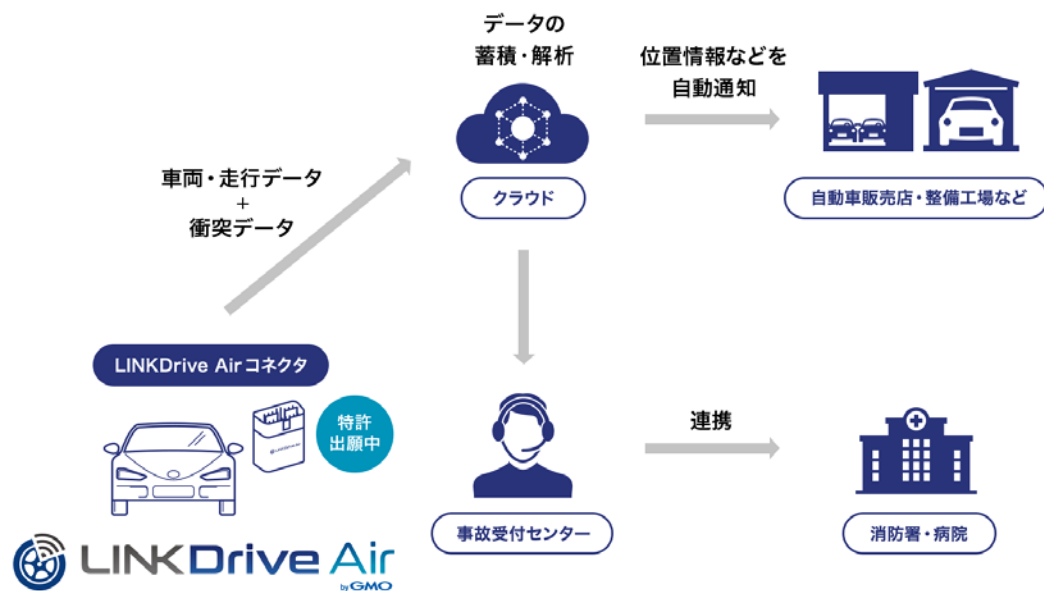 データの
蓄積・解析
クラウド
位置情報などを
自動通知
自動車販売店・整備工場など
車両・走行データ
+
衝突データ
LINKDrive Airコネクタ
特許
出願中
LINKDrive Air
by GMO
事故受付センター
連携
消防署・病院